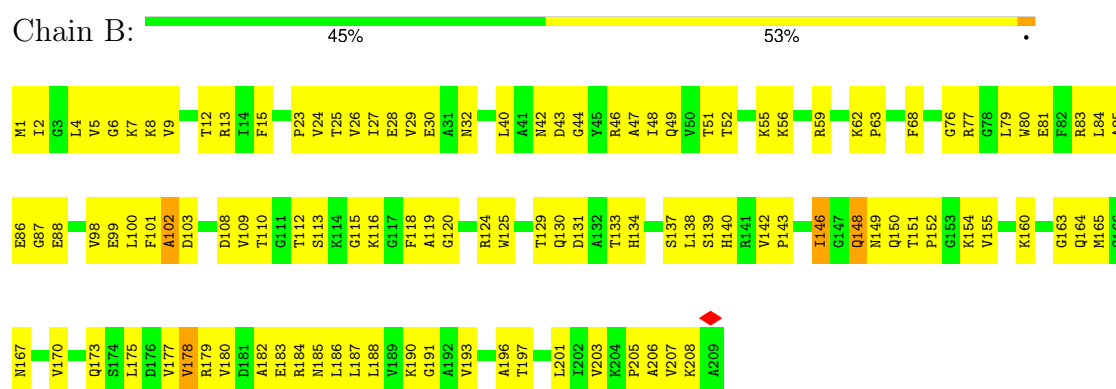 Chain B:
45% 53% •
M1 I2 G3 L4 V5 G6 K7 K8 V9 T12 R13 I14 F15 P23 V24 T25 V26 I27 E28 V29 E30 A31 N32 L40 A41 N42 D43 G44 Y45 R46 A47 I48 Q49 V50 T51 T52 K55 K56 R59 K62 P63 F68 G76 R77 G78 L79 W80 E81 F82 R83 L84 A85
E86 G87 E88 V98 E99 L100 F101 A102 D103 D108 V109 T110 G111 T112 S113 K114 G115 K116 G117 F118 A119 G120 R124 W125 T129 Q130 D131 A132 T133 H134 S137 L138 S139 H140 R141 V142 P143 I146 G147 Q148 N149 Q150 T151 P152 G153 K154 V155 K160 G163 Q164 M165 G166
N167 V170 Q173 S174 L175 D176 V177 V178 R179 V180 D181 A182 E183 R184 N185 L186 L187 L188 V189 K190 G191 A192 V193 A196 T197 L201 I202 V203 K204 P205 A206 V207 K208 A209